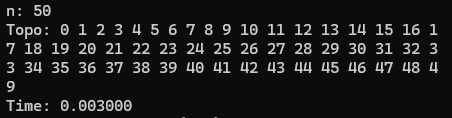 n: 50
Topo: 0 1 2 3 4 5 6 7 8 9 10 11 12 13 14 15 16 1
7 18 19 20 21 22 23 24 25 26 27 28 29 30 31 32 3
3 34 35 36 37 38 39 40 41 42 43 44 45 46 47 48 4
9
Time: 0.003000